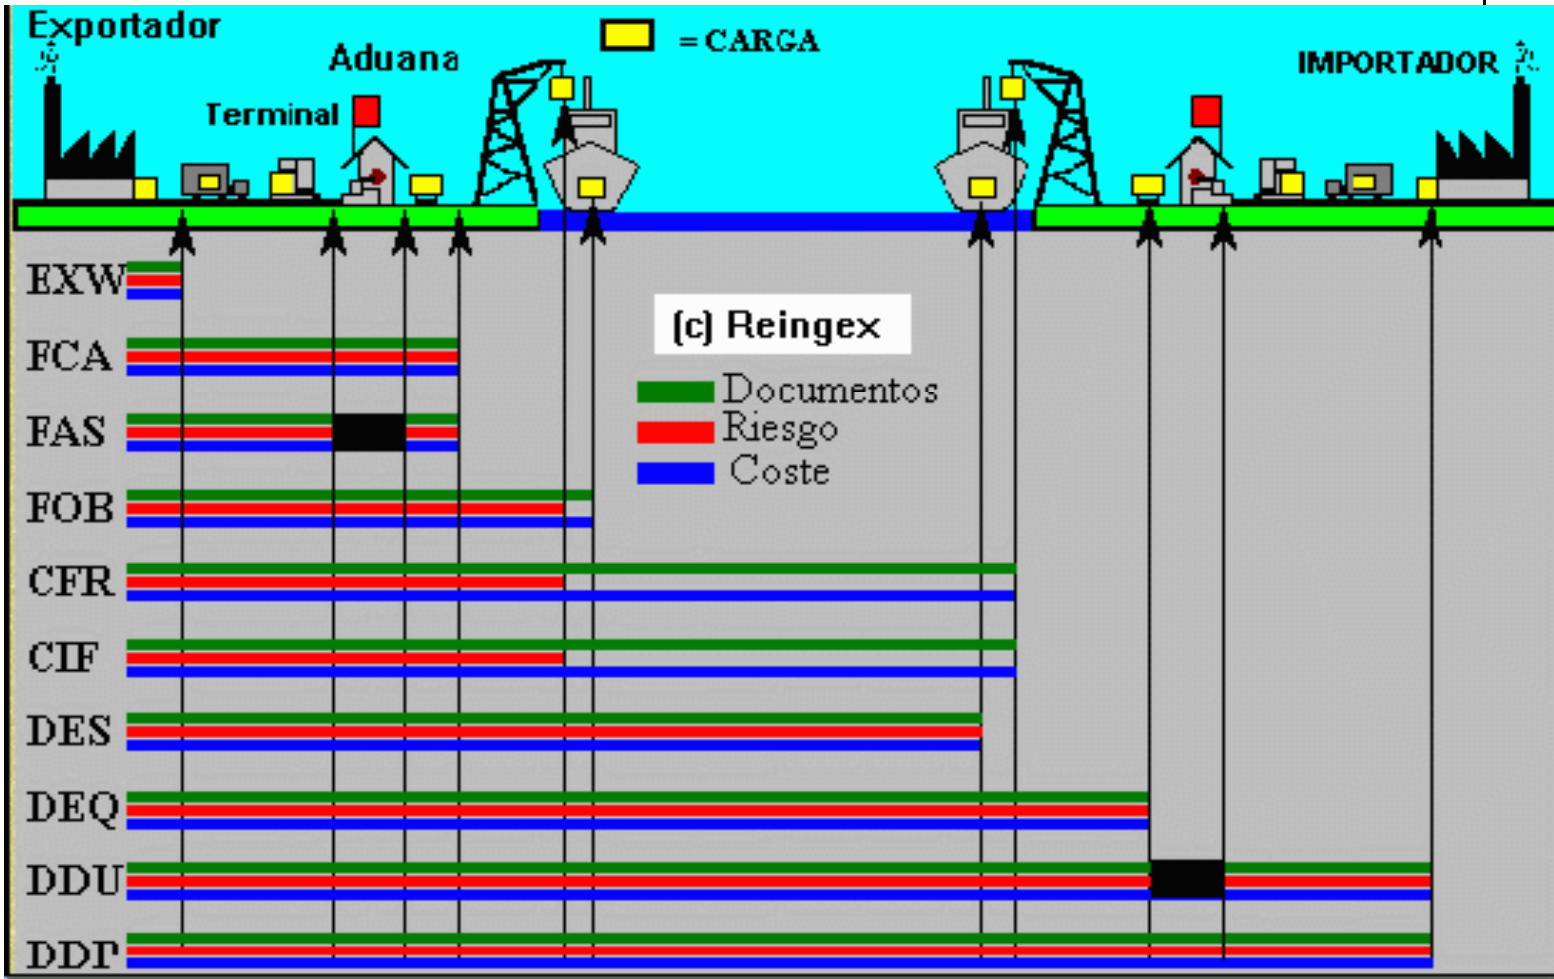 Exportador
= CARGA
Aduana
IMPORTADOR
Terminal
EXW
(c) Reingex
FCA
Documentos
FAS
Riesgo
Coste
FOB
CFR
CIF
DES
DEQ
DDU
DDP